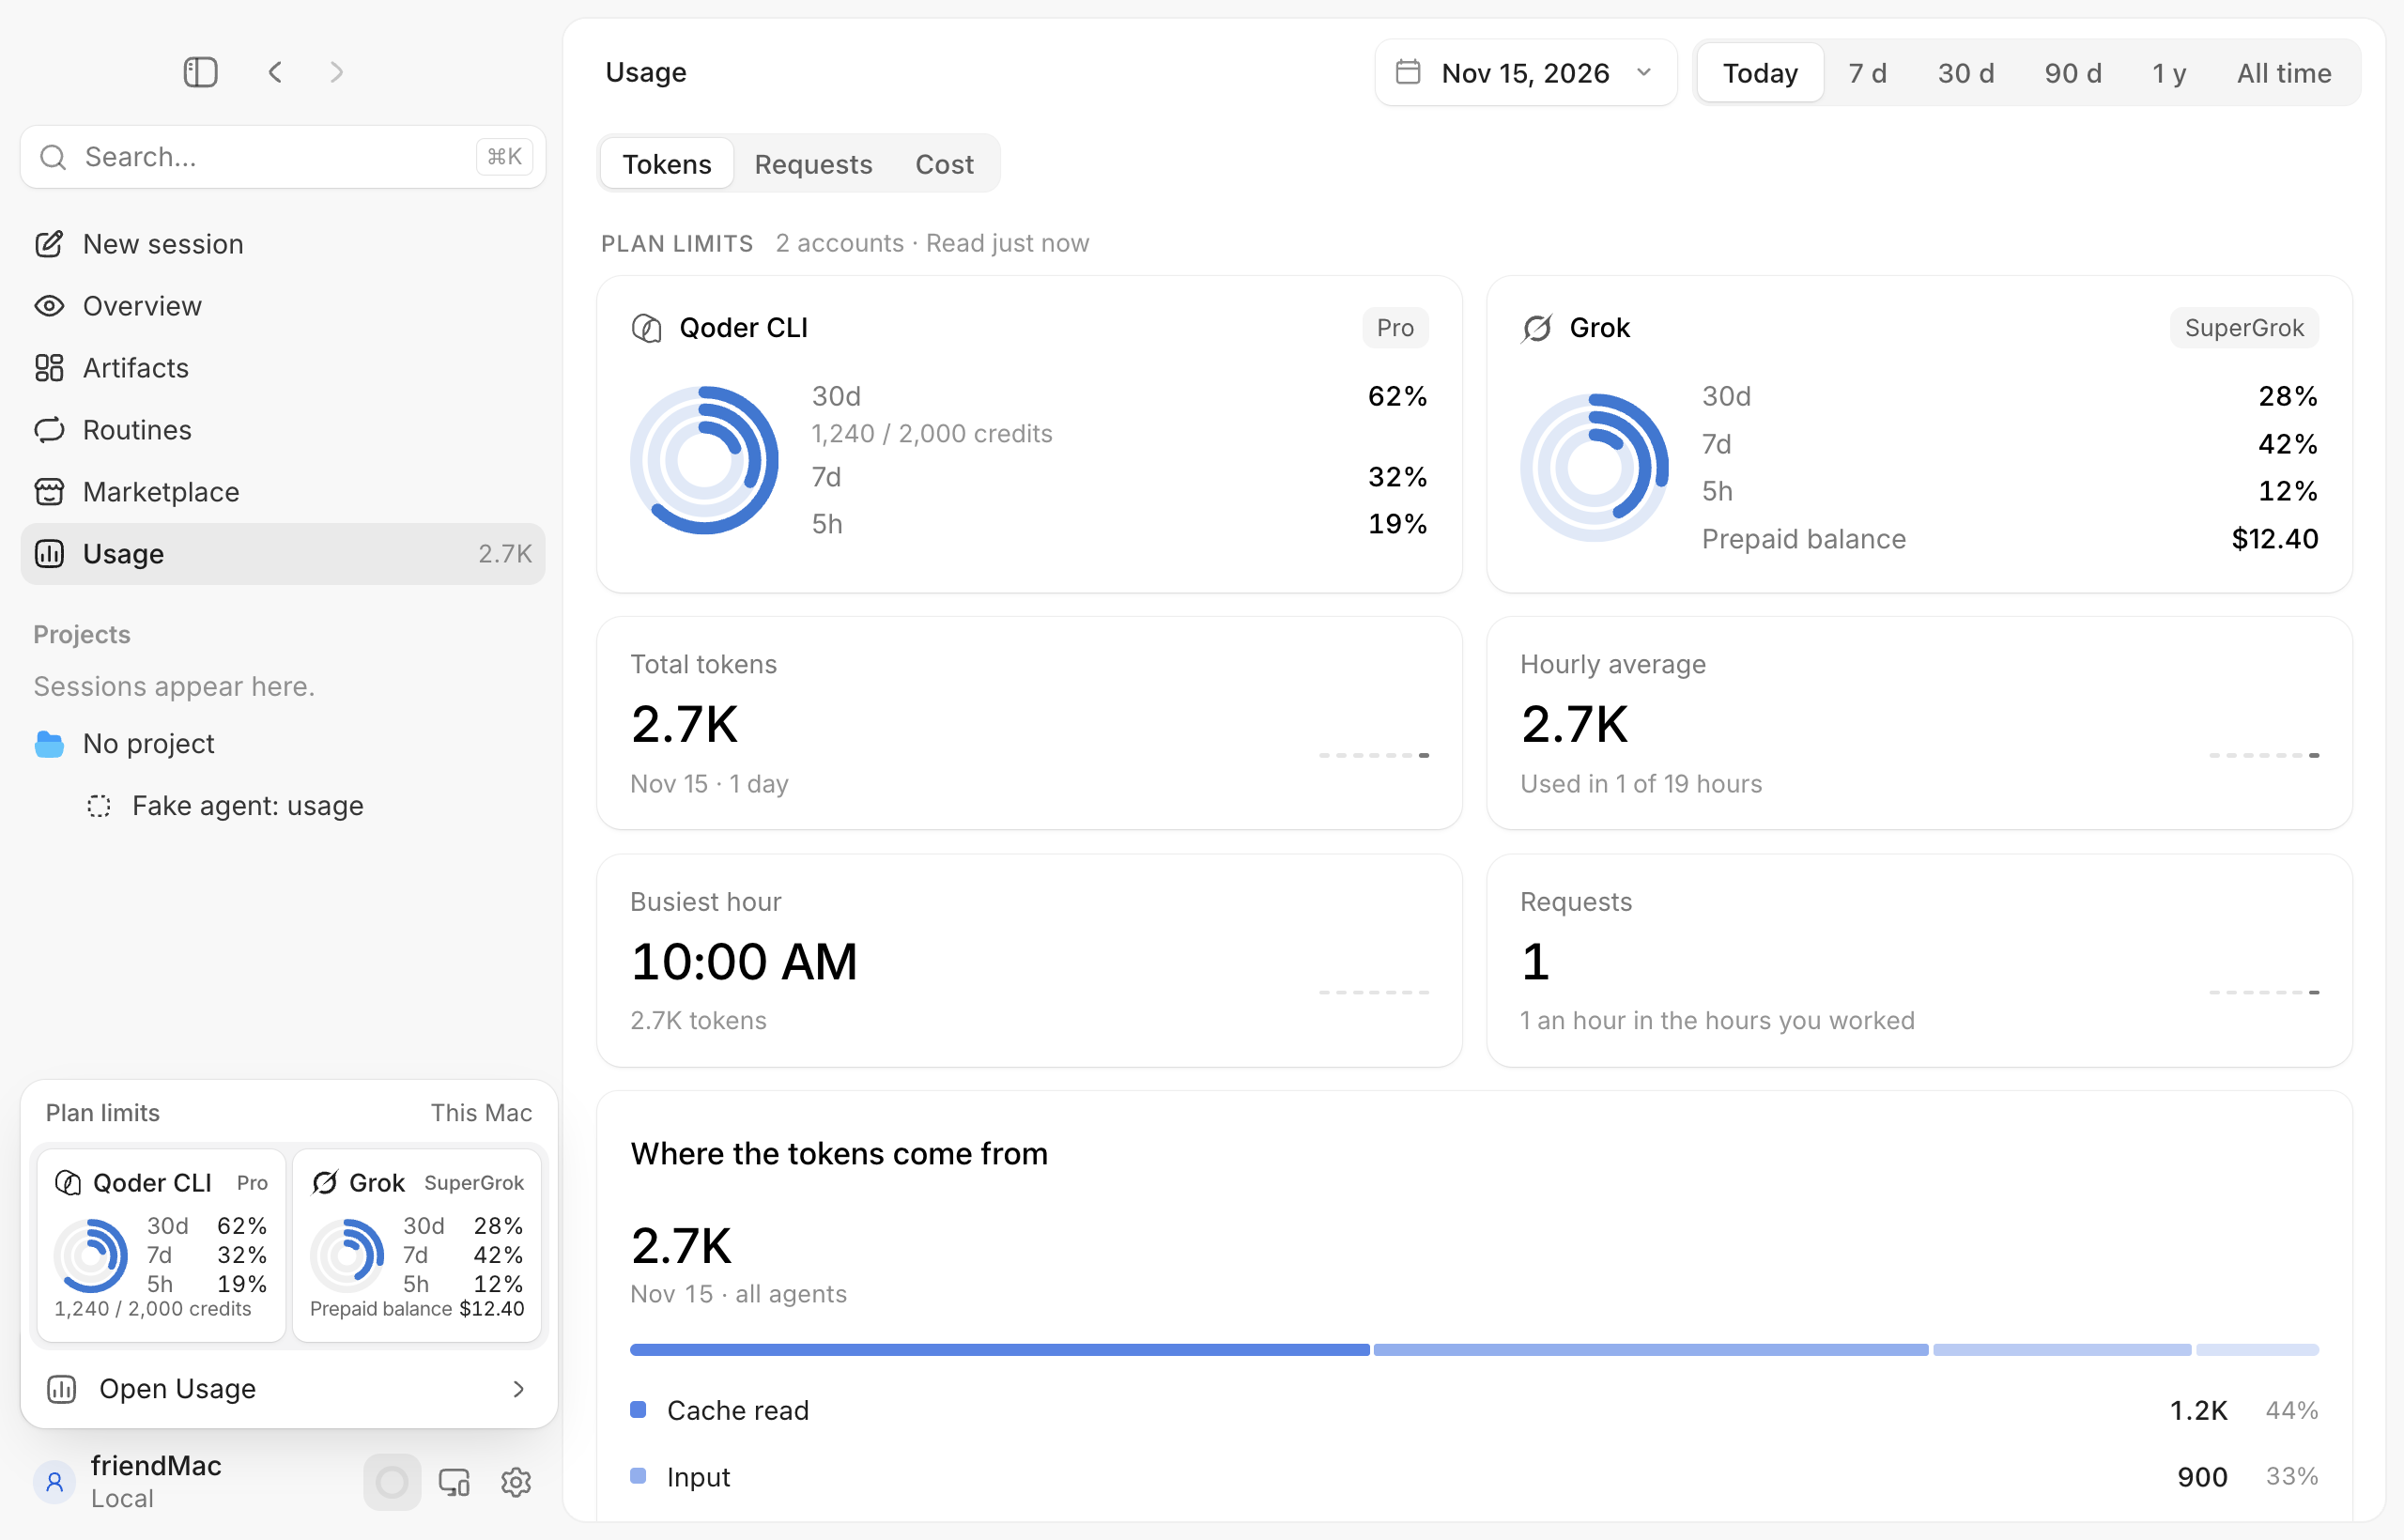 Search...
⌘K
New session
Overview
Artifacts
Routines
Marketplace
Usage 2.7K
Projects
Sessions appear here.
No project
Fake agent: usage
Plan limits This Mac
Qoder CLI Pro
30d 62%
7d 32%
5h 19%
1,240 / 2,000 credits
Grok SuperGrok
30d 28%
7d 42%
5h 12%
Prepaid balance $12.40
Open Usage
friendMac
Local
Usage
Nov 15, 2026
Today 7 d 30 d 90 d 1 y All time
Tokens Requests Cost
PLAN LIMITS 2 accounts · Read just now
Qoder CLI Pro
30d 62%
1,240 / 2,000 credits
7d 32%
5h 19%
Grok SuperGrok
30d 28%
7d 42%
5h 12%
Prepaid balance $12.40
Total tokens
2.7K
Nov 15 · 1 day
Hourly average
2.7K
Used in 1 of 19 hours
Busiest hour
10:00 AM
2.7K tokens
Requests
1
1 an hour in the hours you worked
Where the tokens come from
2.7K
Nov 15 · all agents
Cache read 1.2K 44%
Input 900 33%